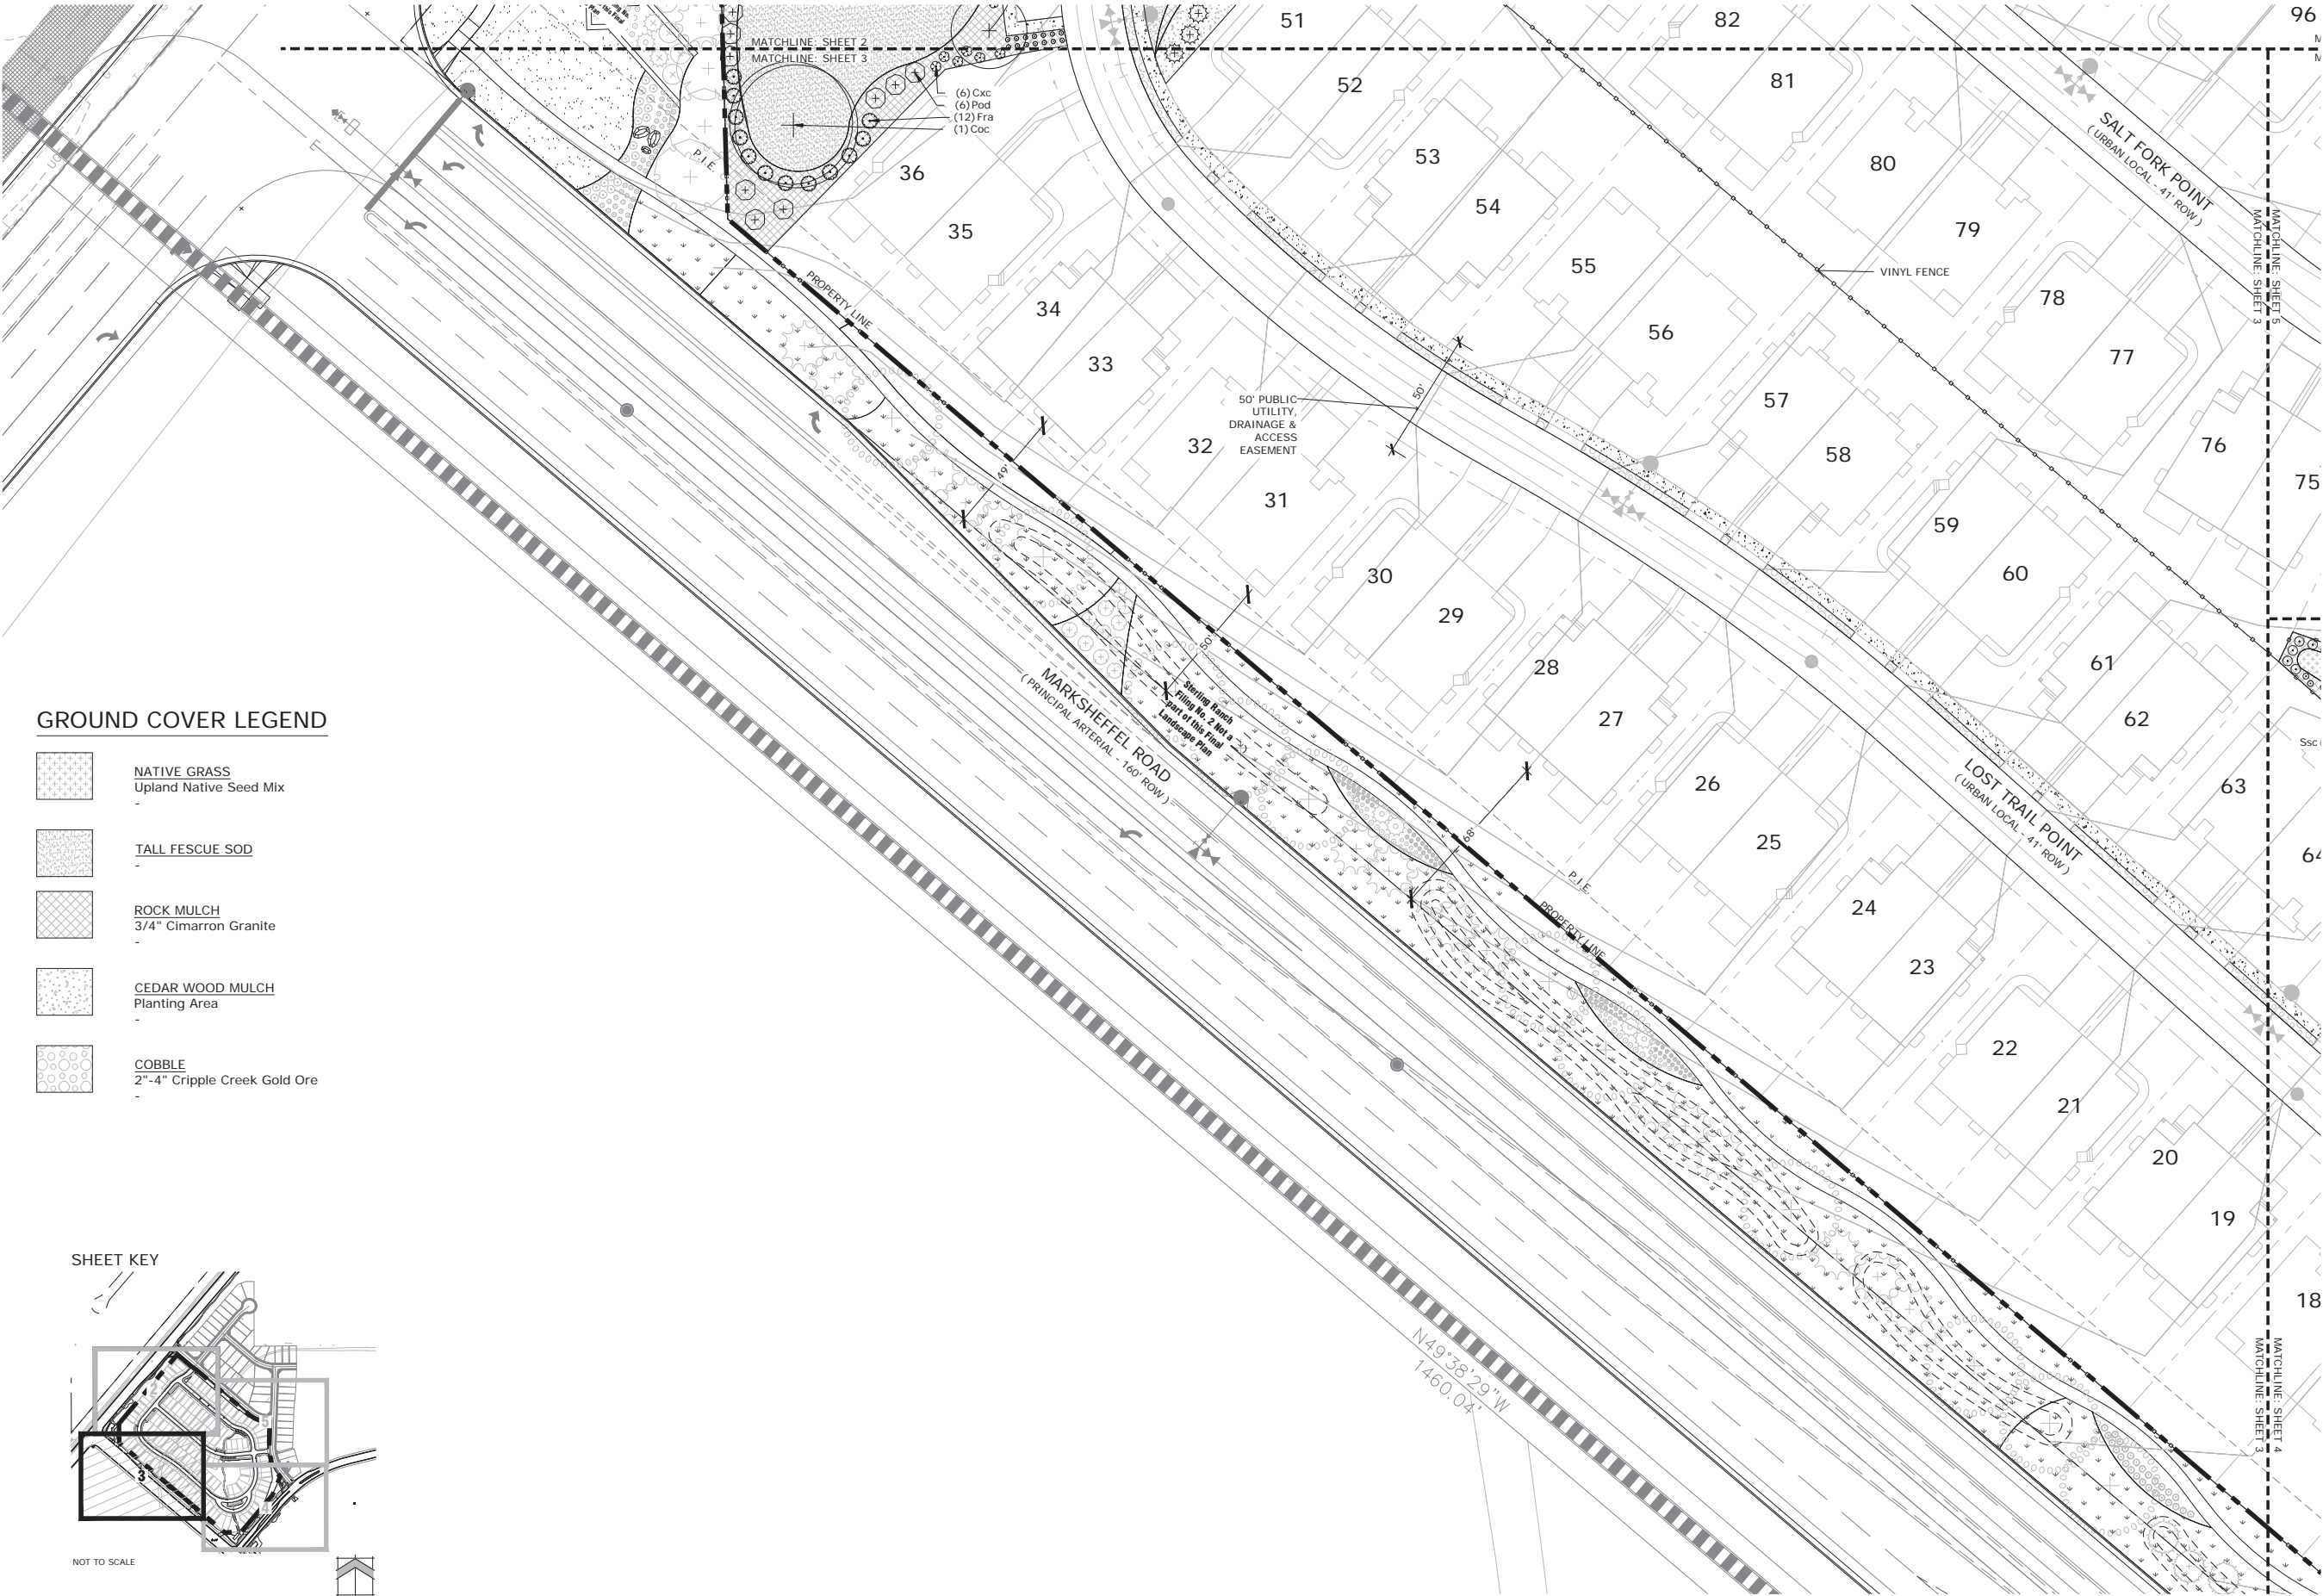 51
82
96
MATCHLINE: SHEET 2
MATCHLINE: SHEET 3
52
81
(6) Cxc
(6) Pod
(12) Fra
(1) Coc
SALT FORK POINT
( URBAN LOCAL - 41' ROW )
53
80
P.I.E.
36
54
79
35
MATCHLINE: SHEET 5
MATCHLINE: SHEET 3
55
VINYL FENCE
78
PROPERTY LINE
34
56
77
33
57
50'
50' PUBLIC
UTILITY,
DRAINAGE &
ACCESS
EASEMENT
32
58
76
49'
31
75
59
30
60
29
50'
61
28
MARKSHEFFEL ROAD
( PRINCIPAL ARTERIAL - 160' ROW )
Sterling Ranch
Filing No. 2 Not a
part of this Final
Landscape Plan
27
62
Ssc
26
63
LOST TRAIL POINT
( URBAN LOCAL - 41' ROW )
68'
25
64
P.I.E.
PROPERTY LINE
24
23
22
21
20
19
18
MATCHLINE: SHEET 4
MATCHLINE: SHEET 3
N49°38'29"W
1460.04'
GROUND COVER LEGEND
NATIVE GRASS
Upland Native Seed Mix
-
TALL FESCUE SOD
-
ROCK MULCH
3/4" Cimarron Granite
-
CEDAR WOOD MULCH
Planting Area
-
COBBLE
2"-4" Cripple Creek Gold Ore
-
SHEET KEY
2
5
3
4
NOT TO SCALE